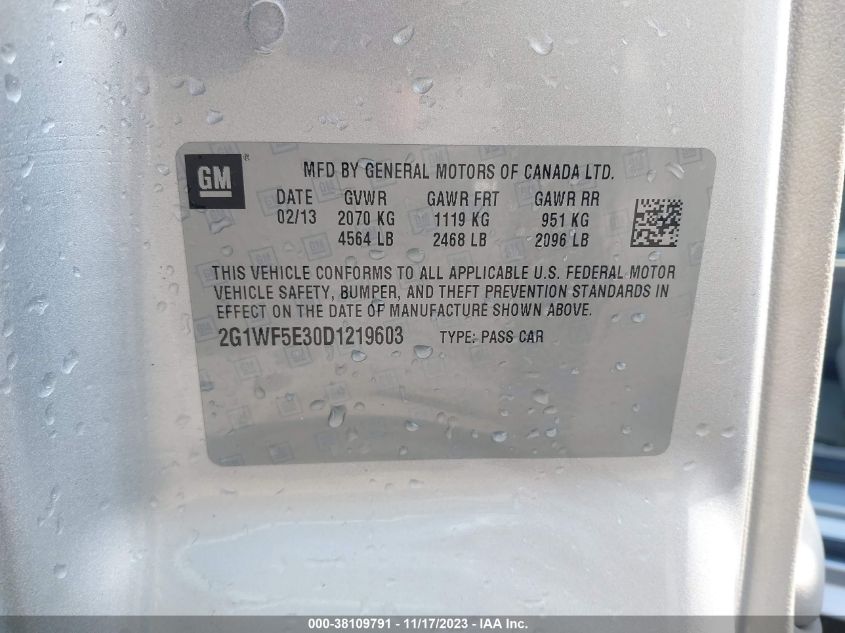 GM ®
MFD BY GENERAL MOTORS OF CANADA LTD.
DATE GVWR GAWR FRT GAWR RR
02/13 2070 KG 1119 KG 951 KG
4564 LB 2468 LB 2096 LB
THIS VEHICLE CONFORMS TO ALL APPLICABLE U.S. FEDERAL MOTOR
VEHICLE SAFETY, BUMPER, AND THEFT PREVENTION STANDARDS IN
EFFECT ON THE DATE OF MANUFACTURE SHOWN ABOVE.
2G1WF5E30D1219603 TYPE: PASS CAR
000-38109791 - 11/17/2023 - IAA Inc.